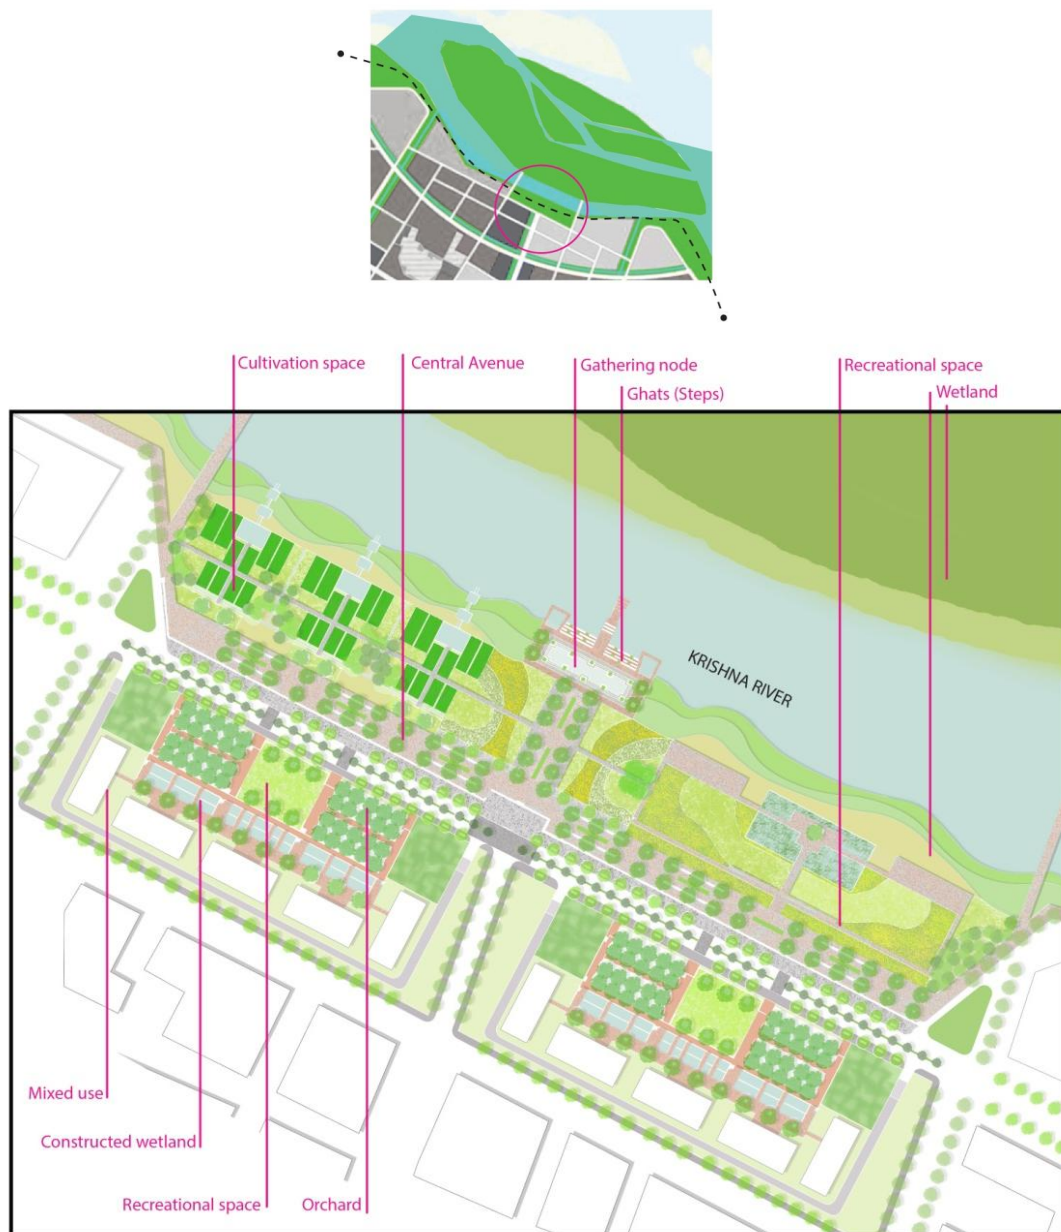 Cultivation space
Central Avenue
Gathering node
Recreational space
Ghats (Steps)
Wetland
KRISHNA RIVER
Mixed use
Constructed wetland
Recreational space
Orchard